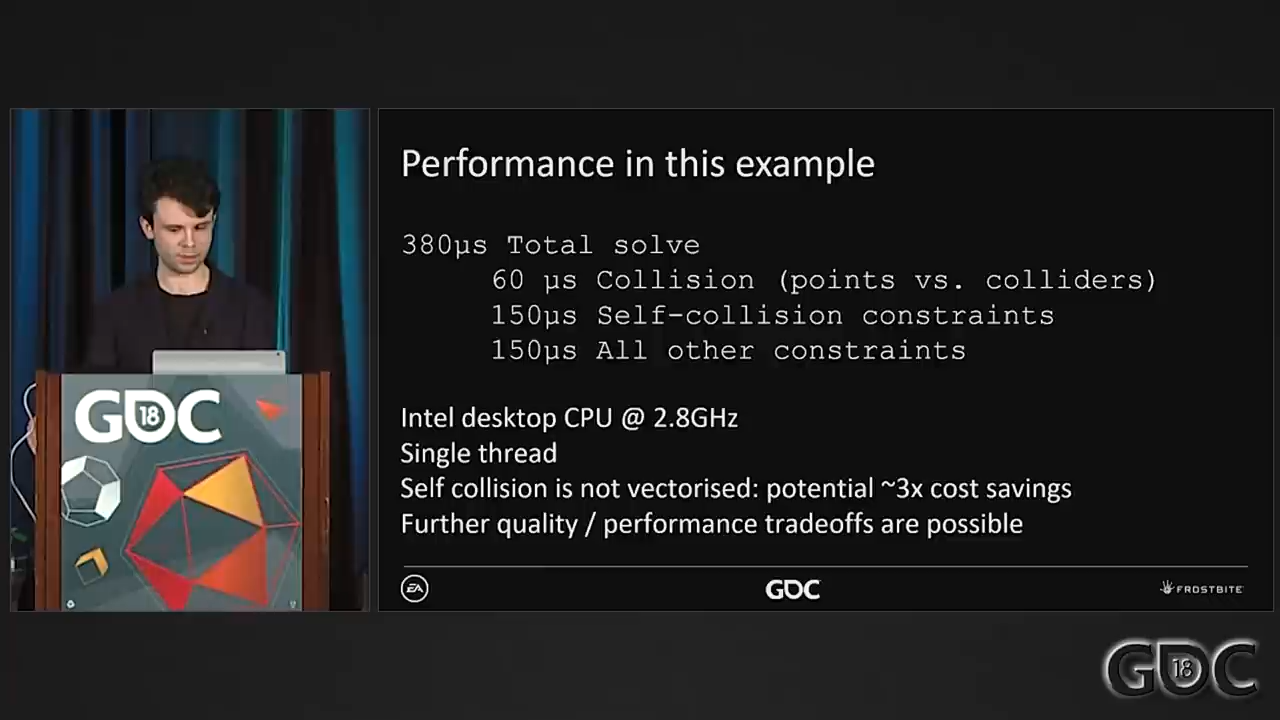 Performance in this example
380µs Total solve
60 µs Collision (points vs. colliders)
150µs Self-collision constraints
150µs All other constraints
Intel desktop CPU @ 2.8GHz
Single thread
Self collision is not vectorised: potential ~3x cost savings
Further quality / performance tradeoffs are possible
EA
GDC
FROSTBITE
GDC
18
GDC
18